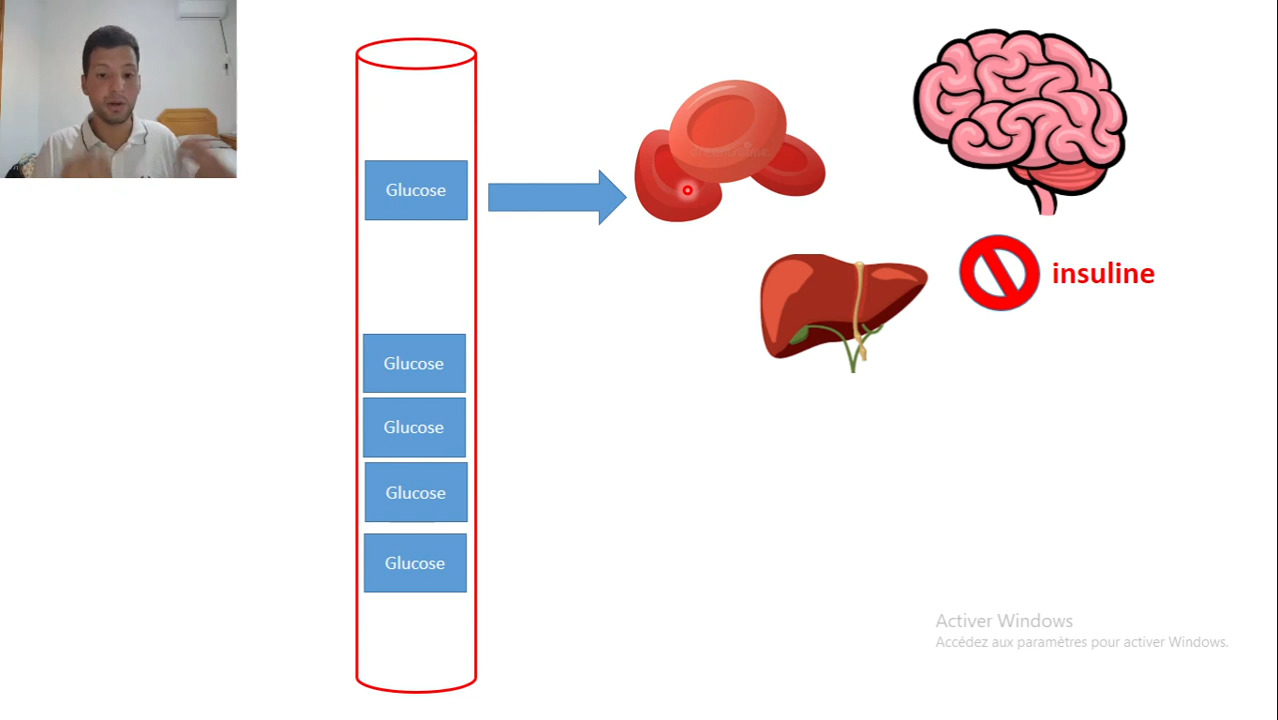 Glucose
Glucose
Glucose
Glucose
Glucose
insuline
Activer Windows
Accédez aux paramètres pour activer Windows.